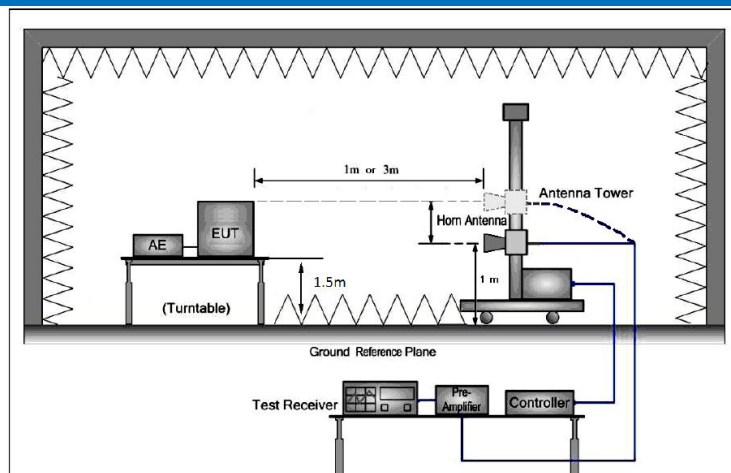 1m or 3m
Antenna Tower
Horn Antenna
EUT
AE
1.5m
1 m
(Turntable)
Ground Reference Plane
Test Receiver
Pre-
Amplifier
Controller